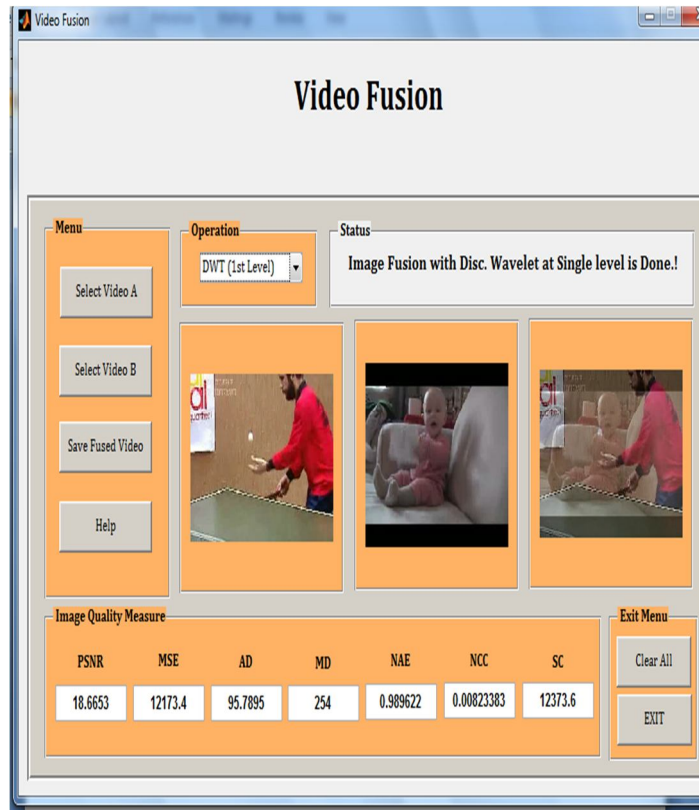 Video Fusion
Video Fusion
Menu
Operation
Status
Select Video A
DWT (1st Level)
Image Fusion with Disc. Wavelet at Single level is Done.!
Select Video B
Save Fused Video
Help
Image Quality Measure
Exit Menu
PSNR MSE AD MD NAE NCC SC
18.6653 12173.4 95.7895 254 0.989622 0.00823383 12373.6
Clear All
EXIT